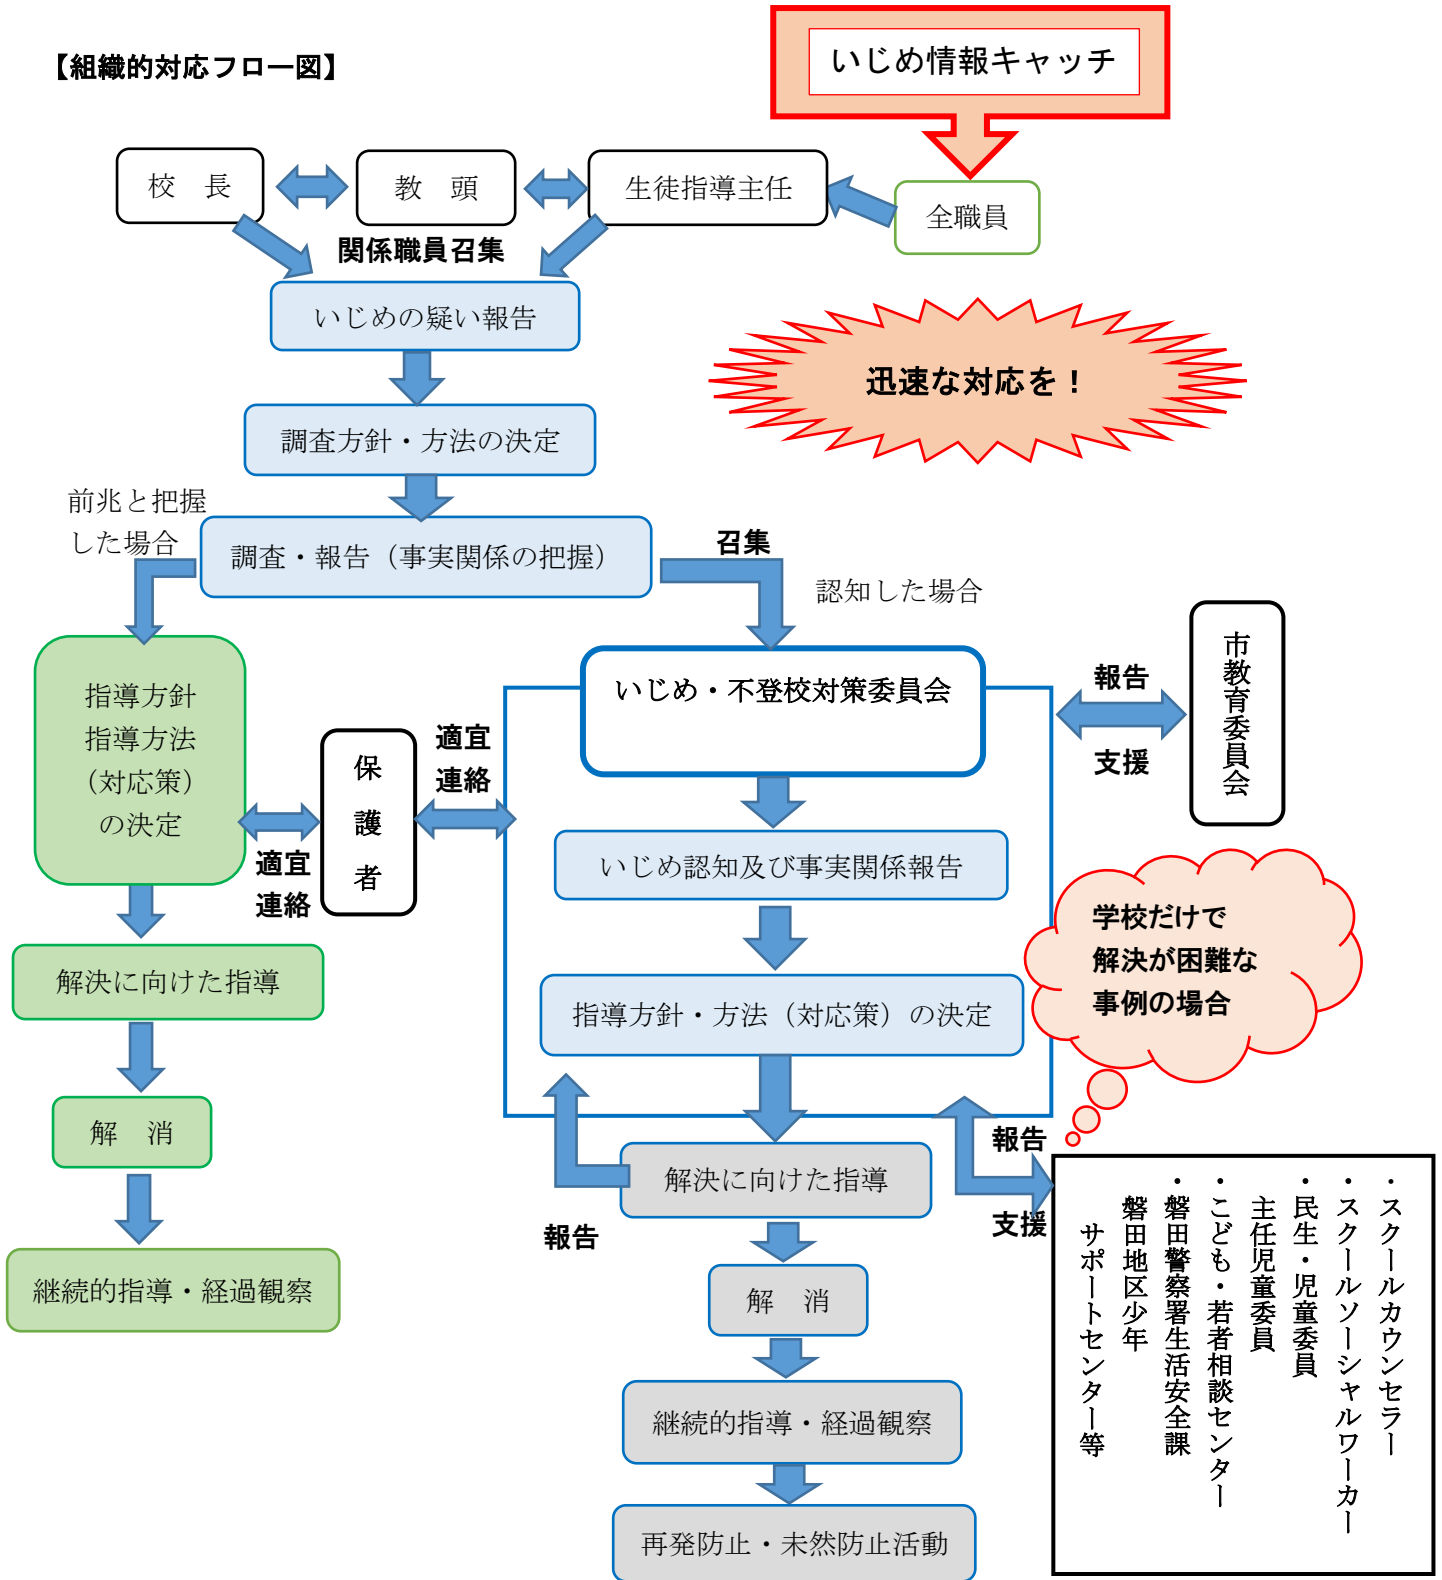 【組織的対応フロー図】
いじめ情報キャッチ
校　長
教　頭
生徒指導主任
全職員
関係職員召集
いじめの疑い報告
迅速な対応を！
調査方針・方法の決定
前兆と把握
した場合
調査・報告（事実関係の把握）
召集
認知した場合
指導方針
指導方法
（対応策）
の決定
保護者
適宜
連絡
適宜
連絡
いじめ・不登校対策委員会
報告
支援
市教育委員会
いじめ認知及び事実関係報告
学校だけで
解決が困難な
事例の場合
解決に向けた指導
指導方針・方法（対応策）の決定
解　消
報告
支援
解決に向けた指導
報告
継続的指導・経過観察
解　消
継続的指導・経過観察
再発防止・未然防止活動
・スクールカウンセラー
・スクールソーシャルワーカー
・民生・児童委員
主任児童委員
・こども・若者相談センター
・磐田警察署生活安全課
磐田地区少年
サポートセンター等